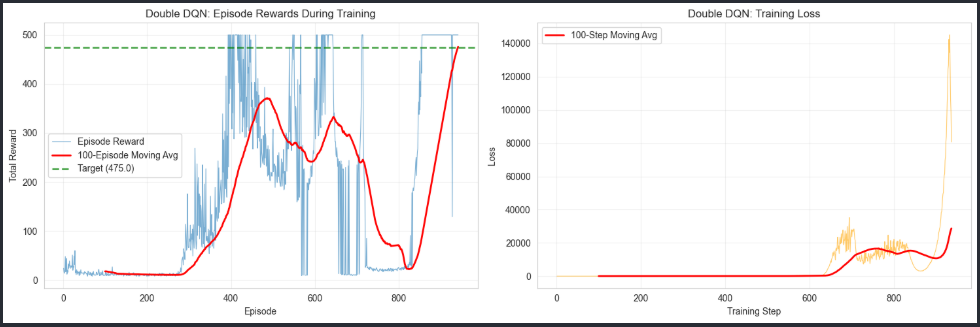 Double DQN: Episode Rewards During Training
500
400
300
200
100
0
Total Reward
Episode Reward
100-Episode Moving Avg
Target (475.0)
0
200
400
600
800
Episode
Double DQN: Training Loss
100-Step Moving Avg
140000
120000
100000
80000
60000
40000
20000
0
Loss
0
200
400
600
800
Training Step